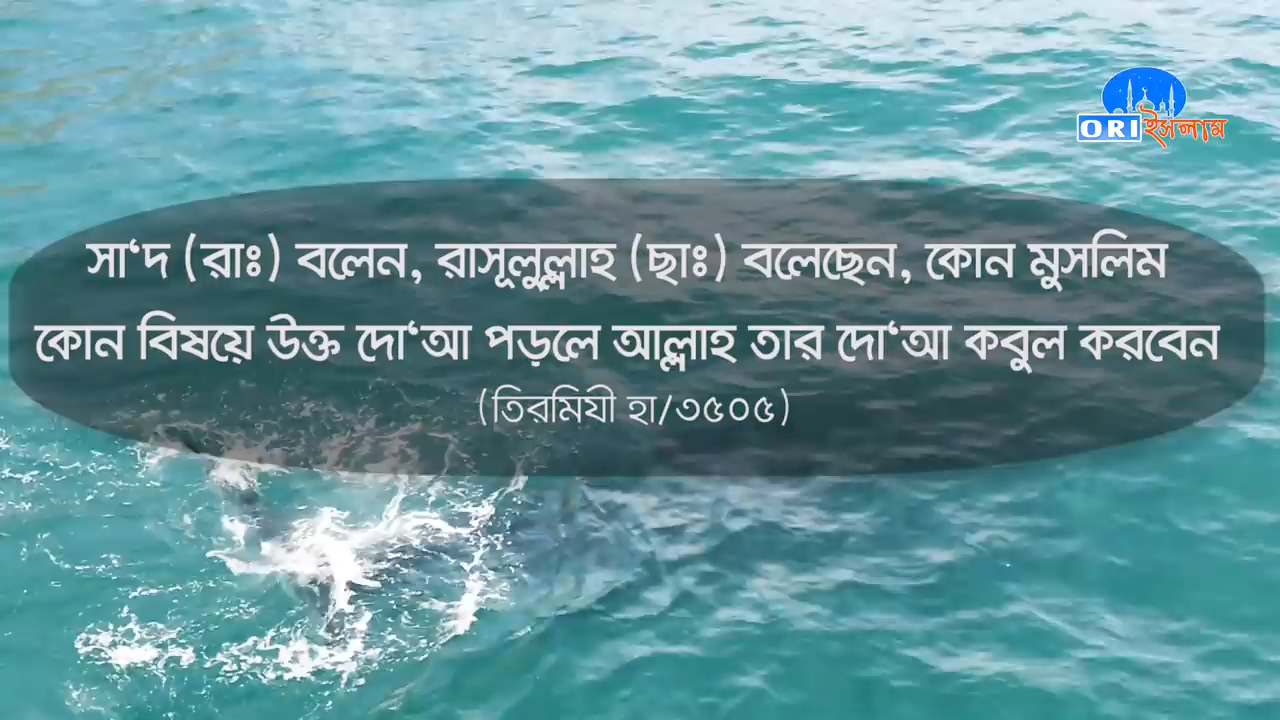 ORI ইসলাম
সা‘দ (রাঃ) বলেন, রাসূলুল্লাহ (ছাঃ) বলেছেন, কোন মুসলিম
কোন বিষয়ে উক্ত দো‘আ পড়লে আল্লাহ তার দো‘আ কবুল করবেন
(তিরমিযী হা/৩৫০৫)